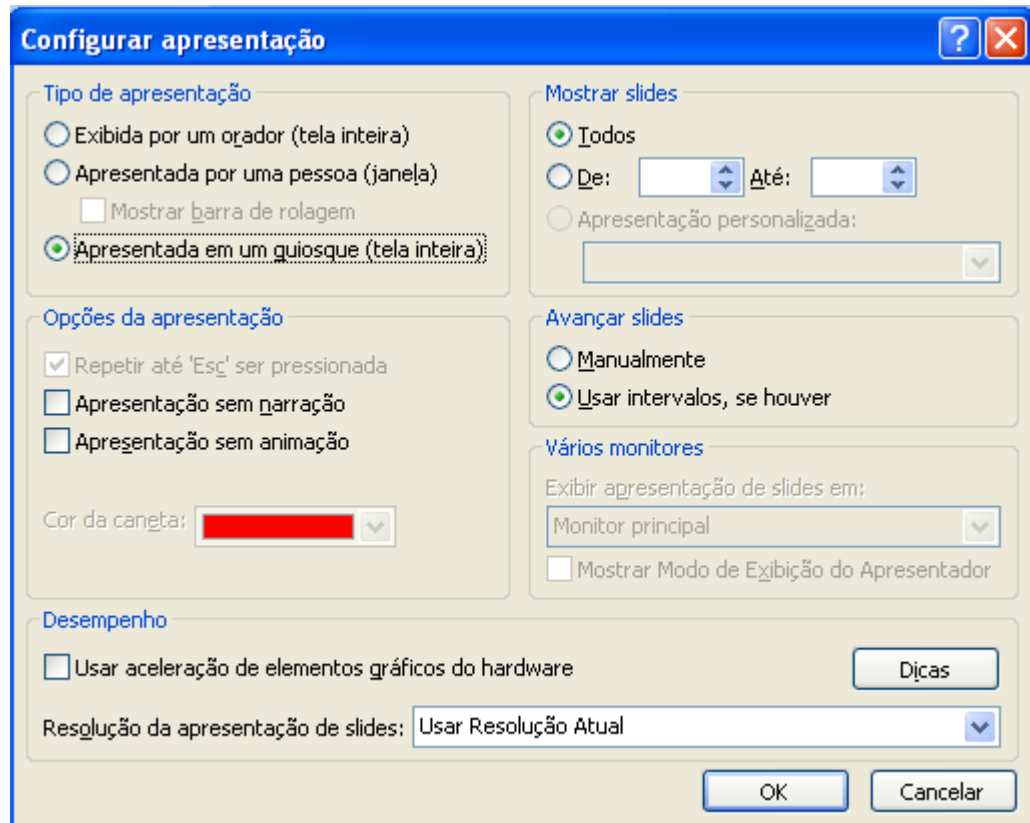 Configurar apresentação
Tipo de apresentação
Exibida por um orador (tela inteira)
Apresentada por uma pessoa (janela)
Mostrar barra de rolagem
Apresentada em um quiosque (tela inteira)
Mostrar slides
Todos
De: Até:
Apresentação personalizada:
Opções da apresentação
Repetir até 'Esc' ser pressionada
Apresentação sem narração
Apresentação sem animação
Cor da caneta:
Avançar slides
Manualmente
Usar intervalos, se houver
Vários monitores
Exibir apresentação de slides em:
Monitor principal
Mostrar Modo de Exibição do Apresentador
Desempenho
Usar aceleração de elementos gráficos do hardware
Dicas
Resolução da apresentação de slides: Usar Resolução Atual
OK Cancelar